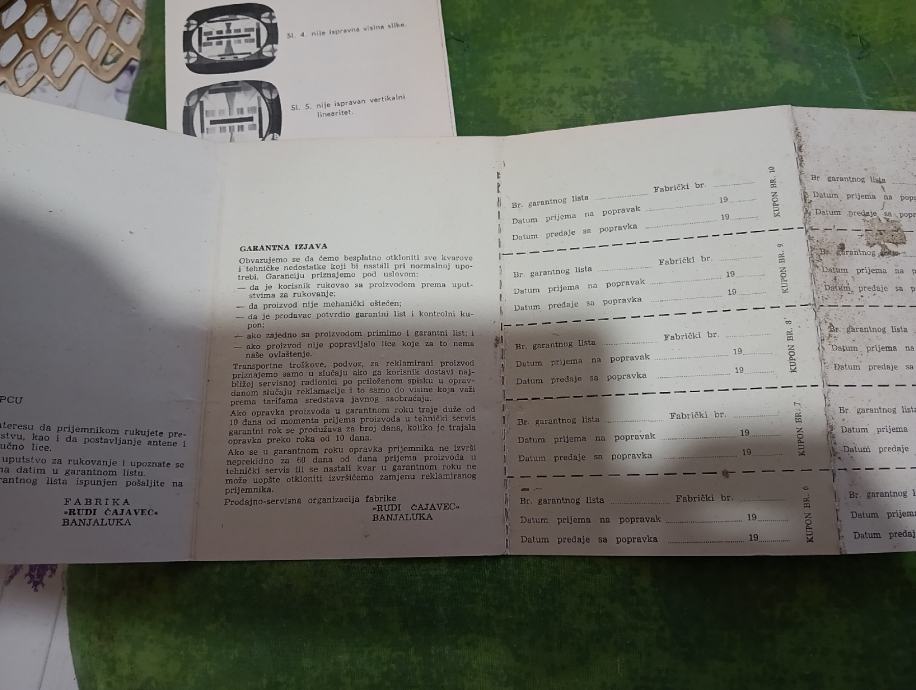 Sl. 4. nije ispravna visina slike.
Sl. 5. nije ispravan vertikalni
linearitet.
PCU
interesu da prijemnikom rukujete pre-
stvu, kao i da postavljanje antene i
učno lice.
uputstvo za rukovanje i upoznate se
na datim u garantnom listu.
rantnog lista ispunjen pošaljite na
FABRIKA
»RUDI ČAJAVEC«
BANJALUKA
GARANTNA IZJAVA
Obvazujemo se da ćemo besplatno otkloniti sve kvarove
i tehničke nedostatke koji bi nastali pri normalnoj upo-
trebi. Garanciju priznajemo pod uslovom:
— da je korisnik rukovao sa proizvodom prema uput-
stvima za rukovanje;
— da proizvod nije mehanički oštećen;
— da je prodavac potvrdio garantni list i kontrolni ku-
pon;
— ako zajedno sa proizvodom primimo i garantni list; i
— ako proizvod nije popravljalo lice koje za to nema
naše ovlaštenje.
Transportne troškove, podvoz, za reklamirani proizvod
priznajemo samo u slučaju ako ga korisnik dostavi naj-
bližoj servisnoj radionici po priloženom spisku u oprav-
danom slučaju reklamacije i to samo do visine koja važi
prema tarifama sredstava javnog saobraćaja.
Ako opravka proizvoda u garantnom roku traje duže od
10 dana od momenta prijema proizvoda u tehnički servis
garantni rok se produžava za broj dana, koliko je trajala
opravka preko roka od 10 dana.
Ako se u garantnom roku opravka prijemnika ne izvrši
neprekidno za 60 dana od dana prijema proizvoda u
tehnički servis ili se nastali kvar u garantnom roku ne
može uopšte otkloniti izvršićemo zamjenu reklamiranog
prijemnika.
Prodajno-servisna organizacija fabrike
»RUDI ČAJAVEC«
BANJALUKA
Br. garantnog lista Fabrički br.
Datum prijema na popravak 19
Datum predaje sa popravka 19
KUPON BR. 10
Br. garantnog lista Fabrički br.
Datum prijema na popravak 19
Datum predaje sa popravka 19
KUPON BR. 9
Br. garantnog lista Fabrički br.
Datum prijema na popravak 19
Datum predaje sa popravka 19
KUPON BR. 8
Br. garantnog lista Fabrički br.
Datum prijema na popravak 19
Datum predaje sa popravka 19
KUPON BR. 7
Br. garantnog lista Fabrički br.
Datum prijema na popravak 19
Datum predaje sa popravka 19
KUPON BR. 6
Br. garantnog lista
Datum prijema na pop
Datum predaje sa pop
Br. garantnog lista
Datum prijema na
Datum predaje sa p
Br. garantnog lista
Datum prijema na
Datum predaje sa
Br. garantnog list
Datum prijema
Datum predaje
Br. garantnog l
Datum prijem
Datum predaj